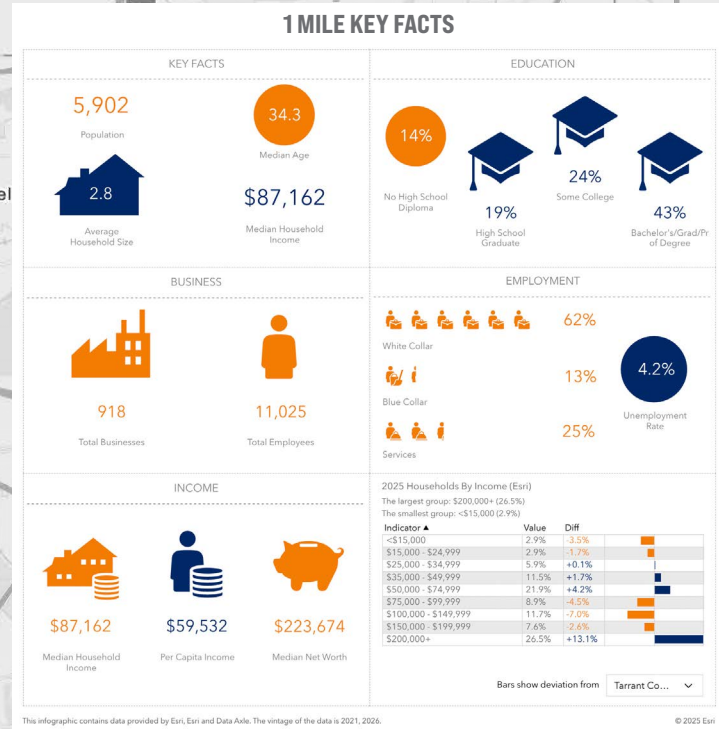 1 MILE KEY FACTS
KEY FACTS
5,902
Population
34.3
Median Age
2.8
Average
Household Size
$87,162
Median Household
Income
EDUCATION
14%
No High School
Diploma
19%
High School
Graduate
24%
Some College
43%
Bachelor's/Grad/Pr
of Degree
BUSINESS
918
Total Businesses
11,025
Total Employees
EMPLOYMENT
62%
White Collar
13%
Blue Collar
25%
Services
4.2%
Unemployment
Rate
INCOME
$87,162
Median Household
Income
$59,532
Per Capita Income
$223,674
Median Net Worth
2025 Households By Income (Esri)
The largest group: $200,000+ (26.5%)
The smallest group: <$15,000 (2.9%)
Indicator ▲ Value Diff
<$15,000 2.9% -3.5%
$15,000 - $24,999 2.9% -1.7%
$25,000 - $34,999 5.9% +0.1%
$35,000 - $49,999 11.5% +1.7%
$50,000 - $74,999 21.9% +4.2%
$75,000 - $99,999 8.9% -4.5%
$100,000 - $149,999 11.7% -7.0%
$150,000 - $199,999 7.6% -2.6%
$200,000+ 26.5% +13.1%
Bars show deviation from Tarrant Co...
This infographic contains data provided by Esri, Esri and Data Axle. The vintage of the data is 2021, 2026.
© 2025 Esri